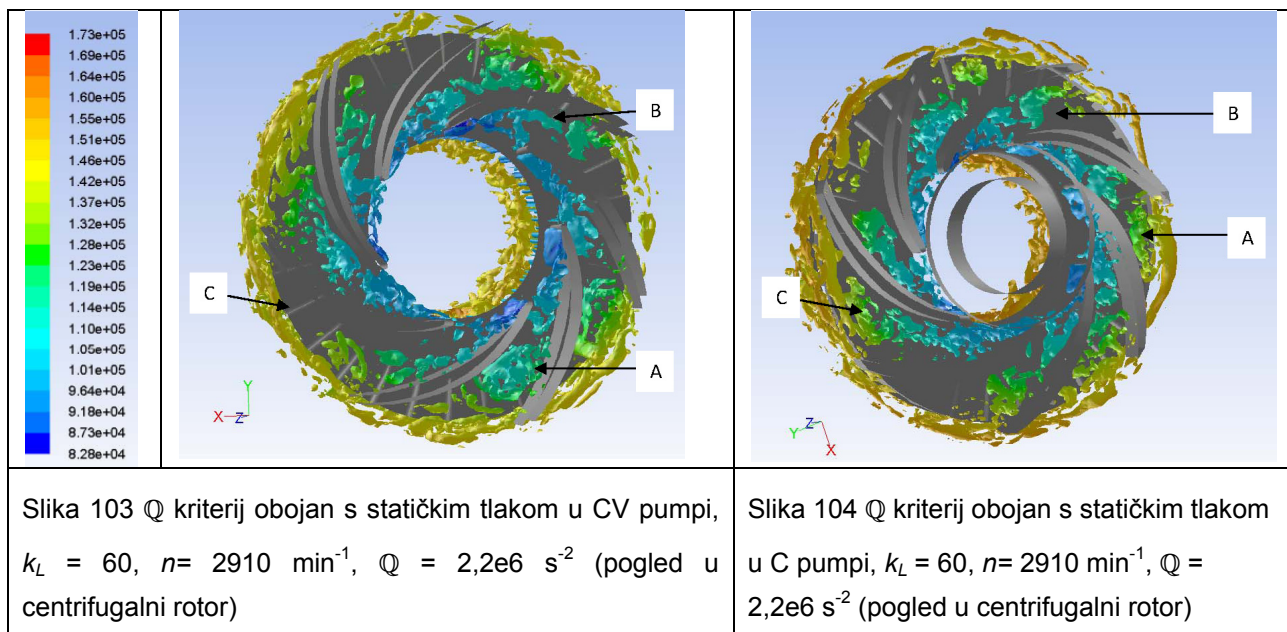 1.73e+05
1.69e+05
1.64e+05
1.60e+05
1.55e+05
1.51e+05
1.46e+05
1.42e+05
1.37e+05
1.32e+05
1.28e+05
1.23e+05
1.19e+05
1.14e+05
1.10e+05
1.05e+05
1.01e+05
9.64e+04
9.18e+04
8.73e+04
8.28e+04
B
C
A
Y
X
Z
B
A
C
Z
Y
X
Slika 103 ℚ kriterij obojan s statičkim tlakom u CV pumpi,
k_L = 60, n= 2910 min⁻¹, ℚ = 2,2e6 s⁻² (pogled u
centrifugalni rotor)
Slika 104 ℚ kriterij obojan s statičkim tlakom
u C pumpi, k_L = 60, n= 2910 min⁻¹, ℚ =
2,2e6 s⁻² (pogled u centrifugalni rotor)